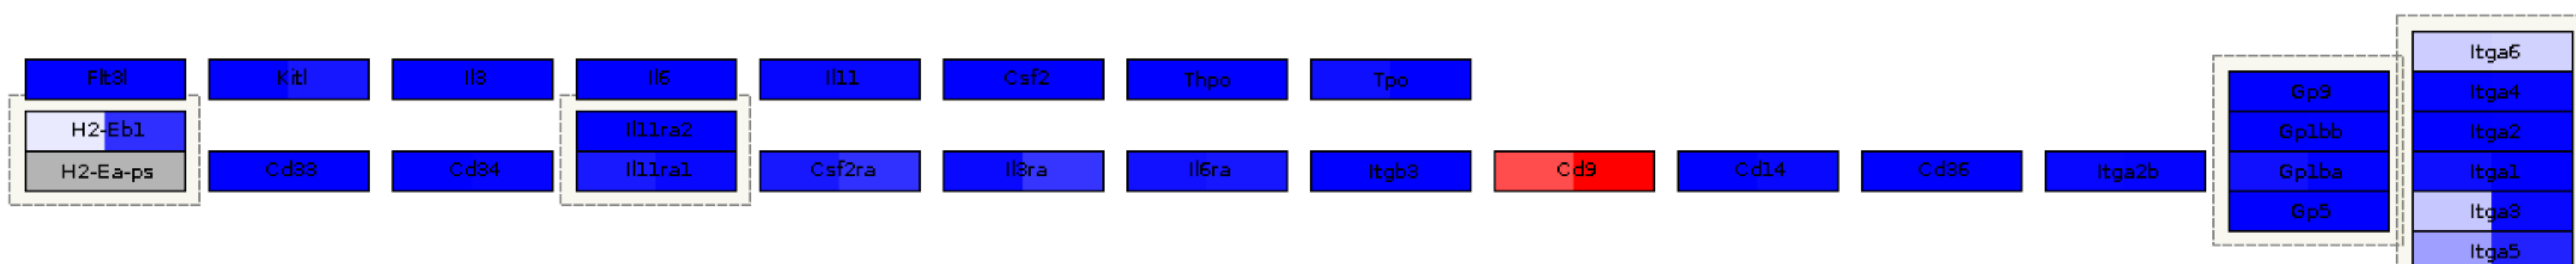 Flt3l Kitl Il3 Il6 Il11 Csf2 Thpo Tpo
H2-Eb1
H2-Ea-ps
Cd33 Cd34
Il11ra2
Il11ra1
Csf2ra Il3ra Il6ra Itgb3 Cd9 Cd14 Cd36 Itga2b
Gp9
Gp1bb
Gp1ba
Gp5
Itga6
Itga4
Itga2
Itga1
Itga3
Itga5